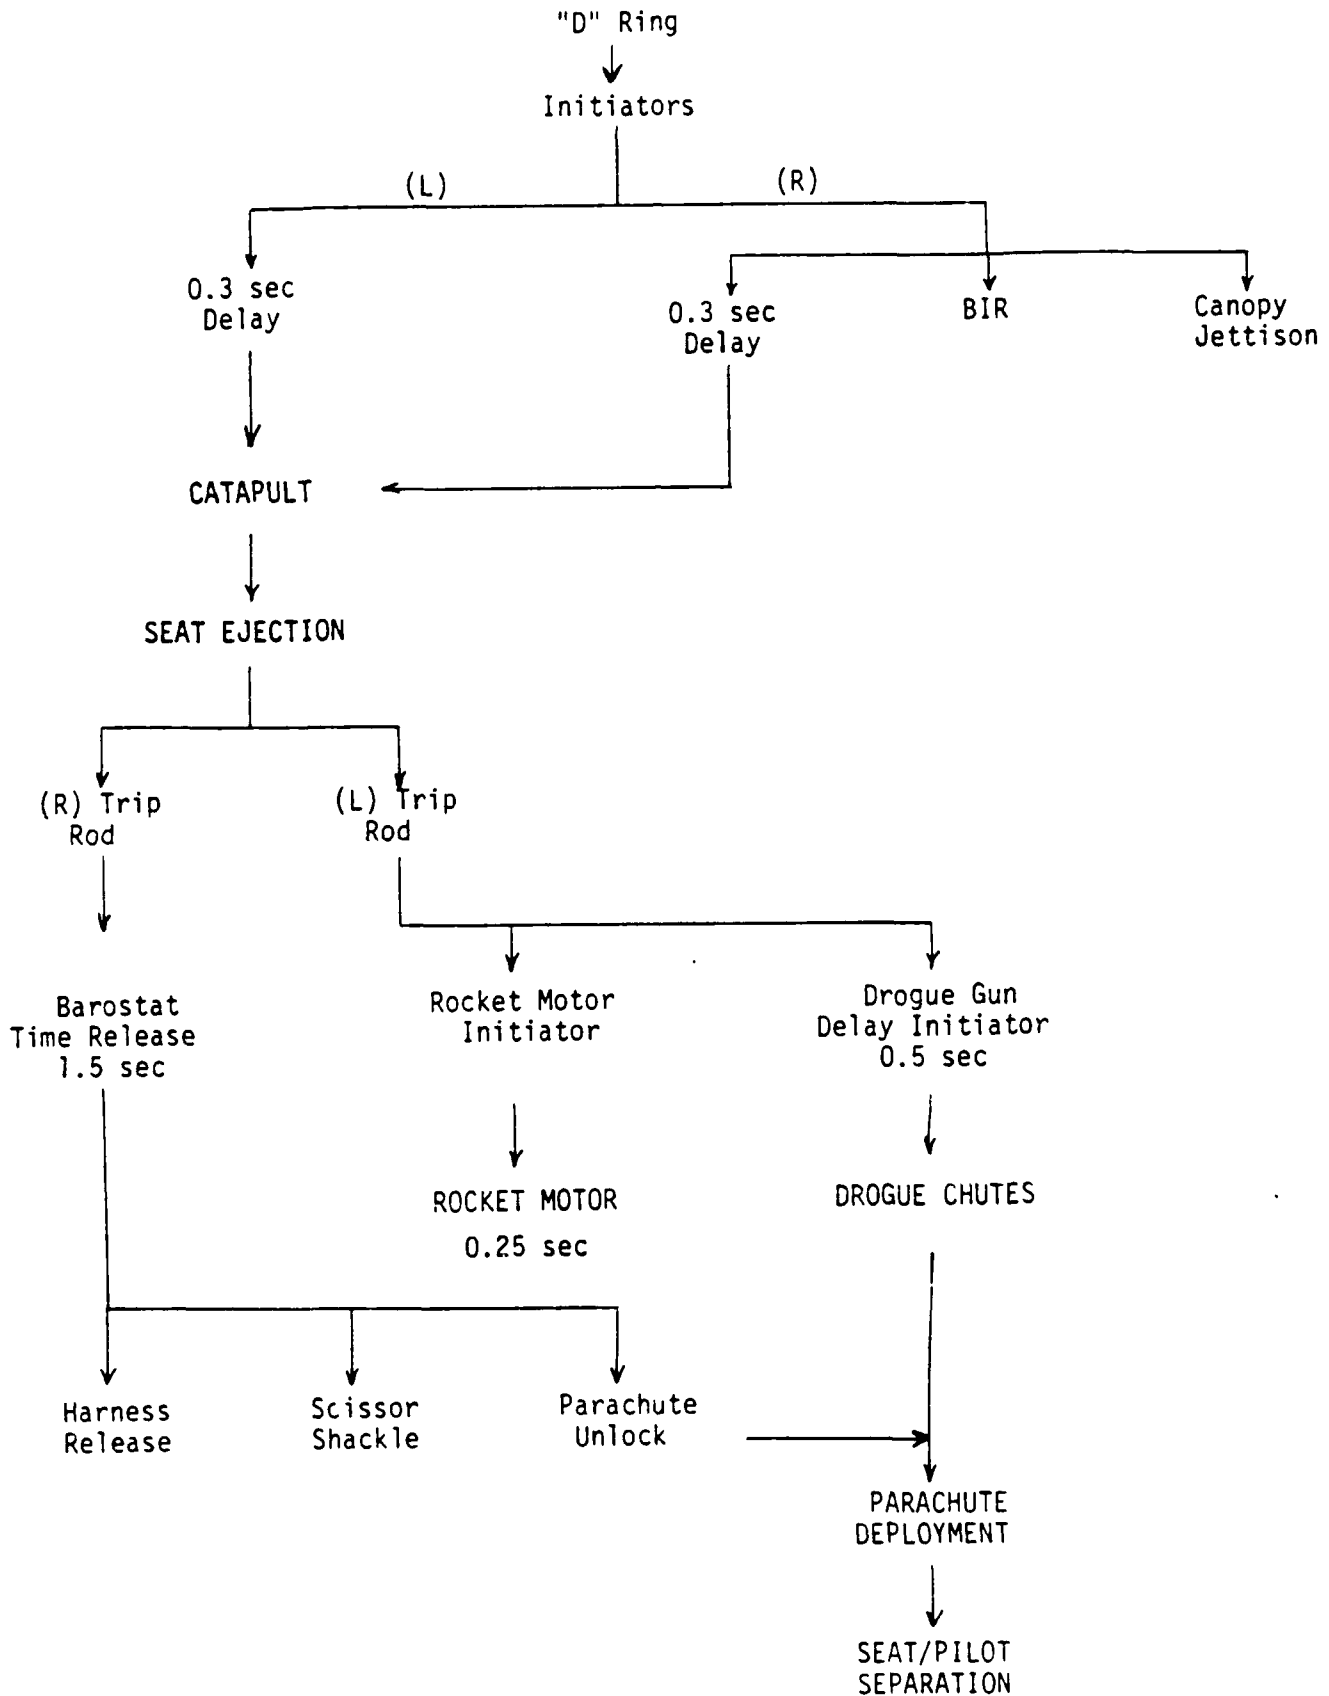 "D" Ring
Initiators
(L)
(R)
0.3 sec
Delay
0.3 sec
Delay
BIR
Canopy
Jettison
CATAPULT
SEAT EJECTION
(R) Trip
Rod
(L) Trip
Rod
Barostat
Time Release
1.5 sec
Rocket Motor
Initiator
Drogue Gun
Delay Initiator
0.5 sec
ROCKET MOTOR
0.25 sec
DROGUE CHUTES
Harness
Release
Scissor
Shackle
Parachute
Unlock
PARACHUTE
DEPLOYMENT
SEAT/PILOT
SEPARATION